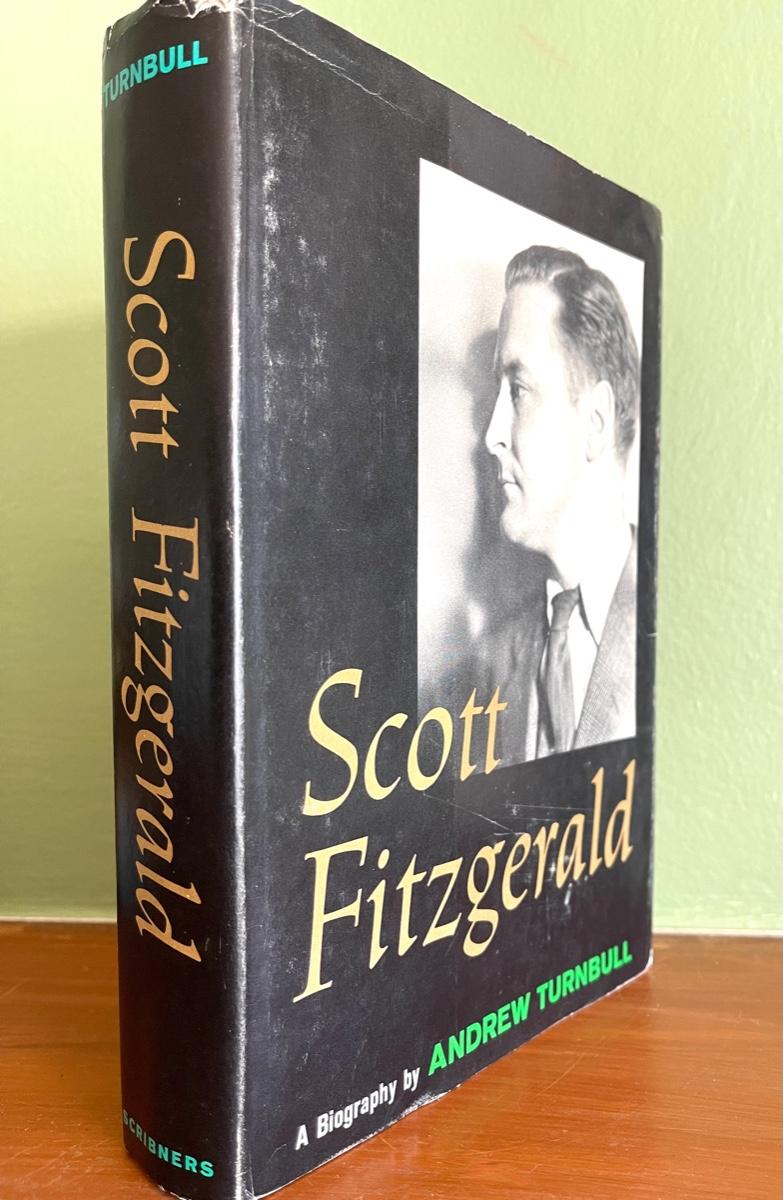 TURNBULL
Scott Fitzgerald
SCRIBNERS
Scott
Fitzgerald
A Biography by ANDREW TURNBULL